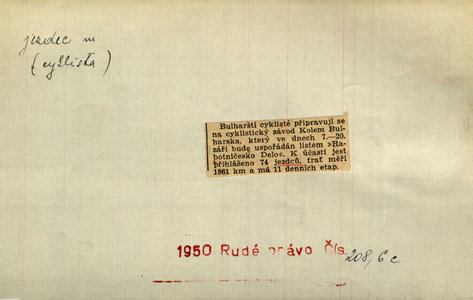 jezdec m.
(cyklista)
Bulharští cyklisté připravují se
na cyklistický závod Kolem Bul-
harska, který ve dnech 7.—20.
září bude uspořádán listem »Ra-
botničesko Delo«. K účasti jest
přihlášeno 74 jezdců, trať měří
1861 km a má 11 denních etap.
1950 Rudé právo Čís. 208, 6 c